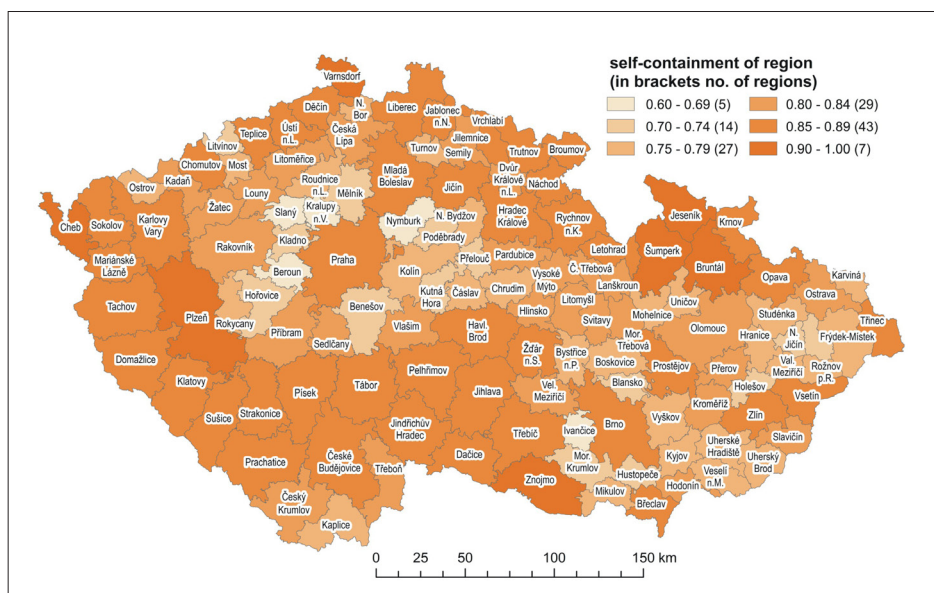 self-containment of region
(in brackets no. of regions)
0.60 - 0.69 (5)
0.70 - 0.74 (14)
0.75 - 0.79 (27)
0.80 - 0.84 (29)
0.85 - 0.89 (43)
0.90 - 1.00 (7)
Varnsdorf
Děčín
N.
Bor
Liberec
Jablonec
n.N.
Vrchlabí
Teplice
Ústí
n.L.
Česká
Lípa
Jilemnice
Turnov
Semily
Trutnov
Broumov
Litvínov
Chomutov
Most
Litoměřice
Mladá
Boleslav
Jičín
Dvůr
Králové
n.L.
Náchod
Ostrov
Kadaň
Louny
Roudnice
n.L.
Mělník
Žatec
Slaný
Kralupy
n.V.
Nymburk
N. Bydžov
Hradec
Králové
Rychnov
n.K.
Jeseník
Krnov
Cheb
Sokolov
Karlovy
Vary
Rakovník
Kladno
Praha
Poděbrady
Přelouč
Pardubice
Letohrad
Šumperk
Bruntál
Mariánské
Lázně
Beroun
Kolín
Vysoké
Mýto
Č. Třebová
Lanškroun
Opava
Karviná
Tachov
Hořovice
Kutná
Hora
Čáslav
Chrudim
Litomyšl
Uničov
Ostrava
Plzeň
Rokycany
Benešov
Hlinsko
Svitavy
Mohelnice
Studénka
Příbram
Sedlčany
Vlašim
Havl.
Brod
Mor.
Třebová
Olomouc
Hranice
N.
Jičín
Frýdek-Místek
Třinec
Domažlice
Žďár
n.S.
Bystřice
n.P.
Boskovice
Prostějov
Přerov
Val.
Meziříčí
Rožnov
p.R.
Klatovy
Písek
Tábor
Pelhřimov
Jihlava
Vel.
Meziříčí
Blansko
Holešov
Vsetín
Sušice
Strakonice
Jindřichův
Hradec
Třebíč
Ivančice
Brno
Vyškov
Kroměříž
Zlín
Slavičín
Prachatice
České
Budějovice
Třeboň
Dačice
Znojmo
Mor.
Krumlov
Hustopeče
Kyjov
Uherské
Hradiště
Uherský
Brod
Veselí
n.M.
Český
Krumlov
Kaplice
Mikulov
Břeclav
Hodonín
0 25 50 100 150 km